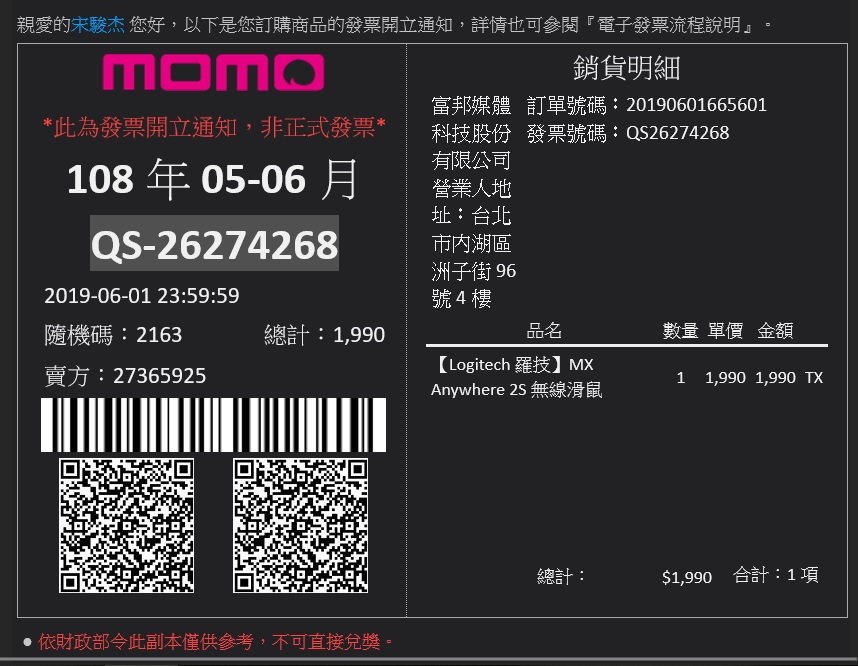 親愛的宋駿杰 您好，以下是您訂購商品的發票開立通知，詳情也可參閱『電子發票流程說明』。
momo
*此為發票開立通知，非正式發票*
108 年 05-06 月
QS-26274268
2019-06-01 23:59:59
隨機碼：2163 總計：1,990
賣方：27365925
銷貨明細
富邦媒體
科技股份
有限公司
營業人地
址：台北
市內湖區
洲子街 96
號 4 樓
訂單號碼：20190601665601
發票號碼：QS26274268
品名 數量 單價 金額
【Logitech 羅技】MX
Anywhere 2S 無線滑鼠
1 1,990 1,990 TX
總計： $1,990 合計：1 項
● 依財政部令此副本僅供參考，不可直接兌獎。